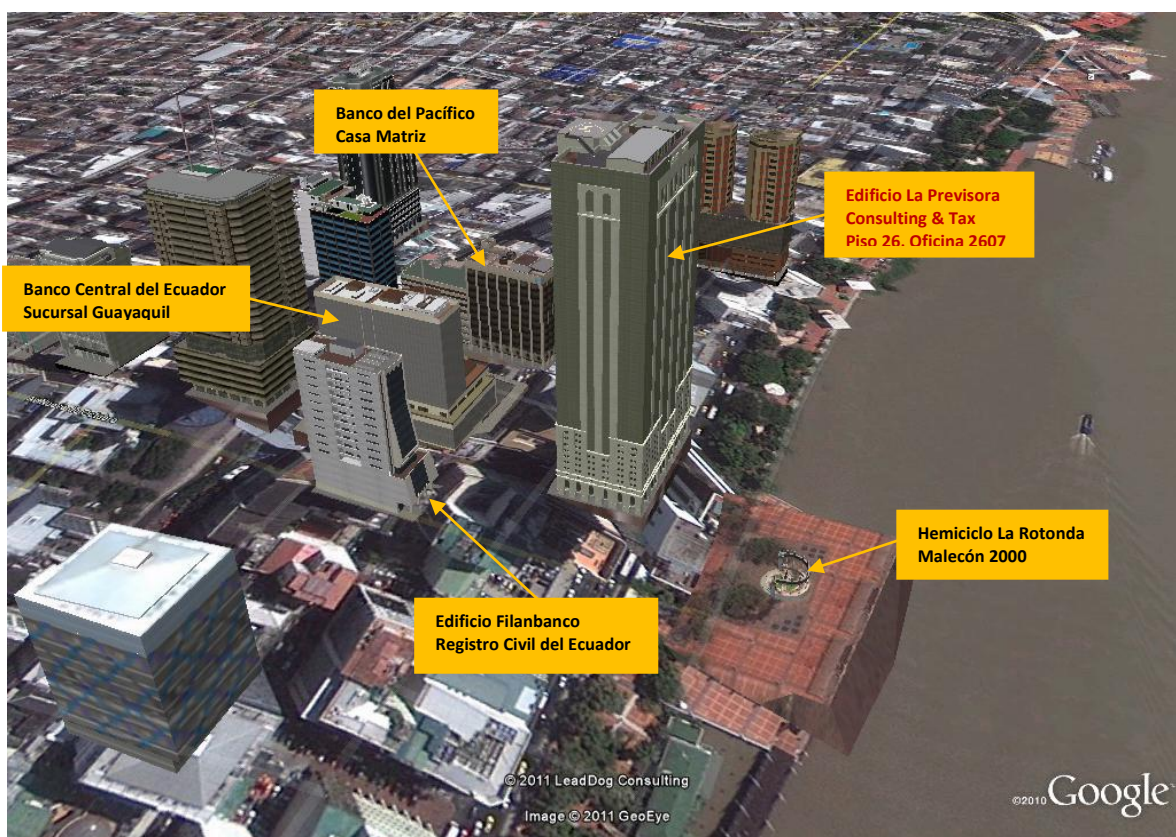 Banco del Pacífico
Casa Matriz
Edificio La Previsora
Consulting & Tax
Piso 26, Oficina 2607
Banco Central del Ecuador
Sucursal Guayaquil
Hemiciclo La Rotonda
Malecón 2000
Edificio Filanbanco
Registro Civil del Ecuador
© 2011 LeadDog Consulting
Image © 2011 GeoEye
©2010 Google